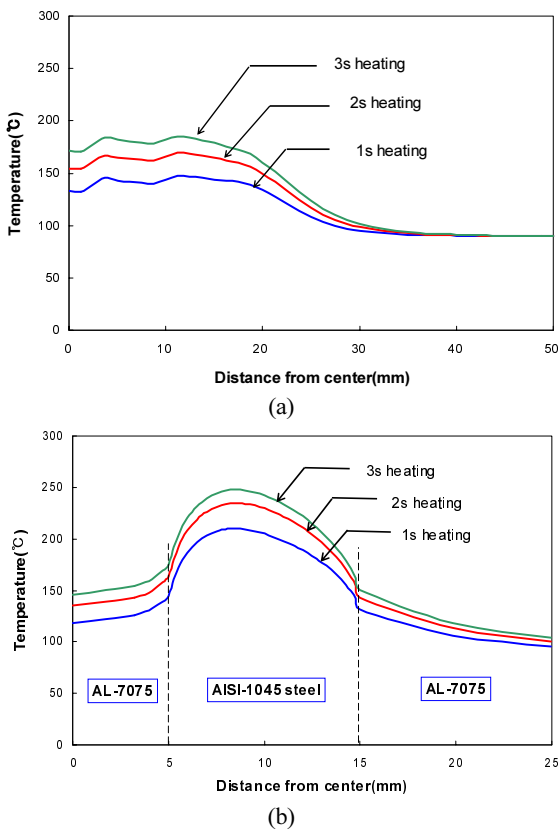 300
250
200
150
100
50
0
Temperature(℃)
3s heating
2s heating
1s heating
0 10 20 30 40 50
Distance from center(mm)
(a)
300
250
200
150
100
50
0
Temperature(℃)
3s heating
2s heating
1s heating
AL-7075 AISI-1045 steel AL-7075
0 5 10 15 20 25
Distance from center(mm)
(b)